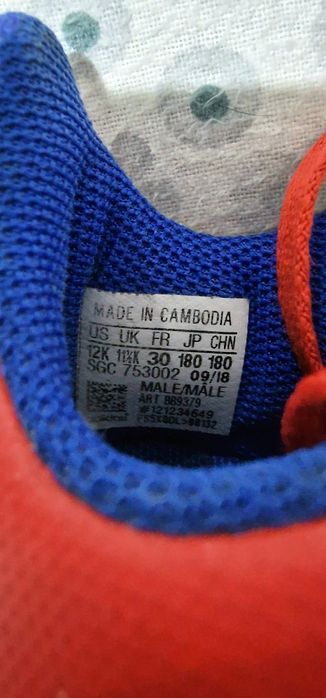 MADE IN CAMBODIA
US UK FR JP CHN
12K 11½K 30 180 180
SGC 753002 09/18
MALE/MÂLE
ART BB9379
#121234649